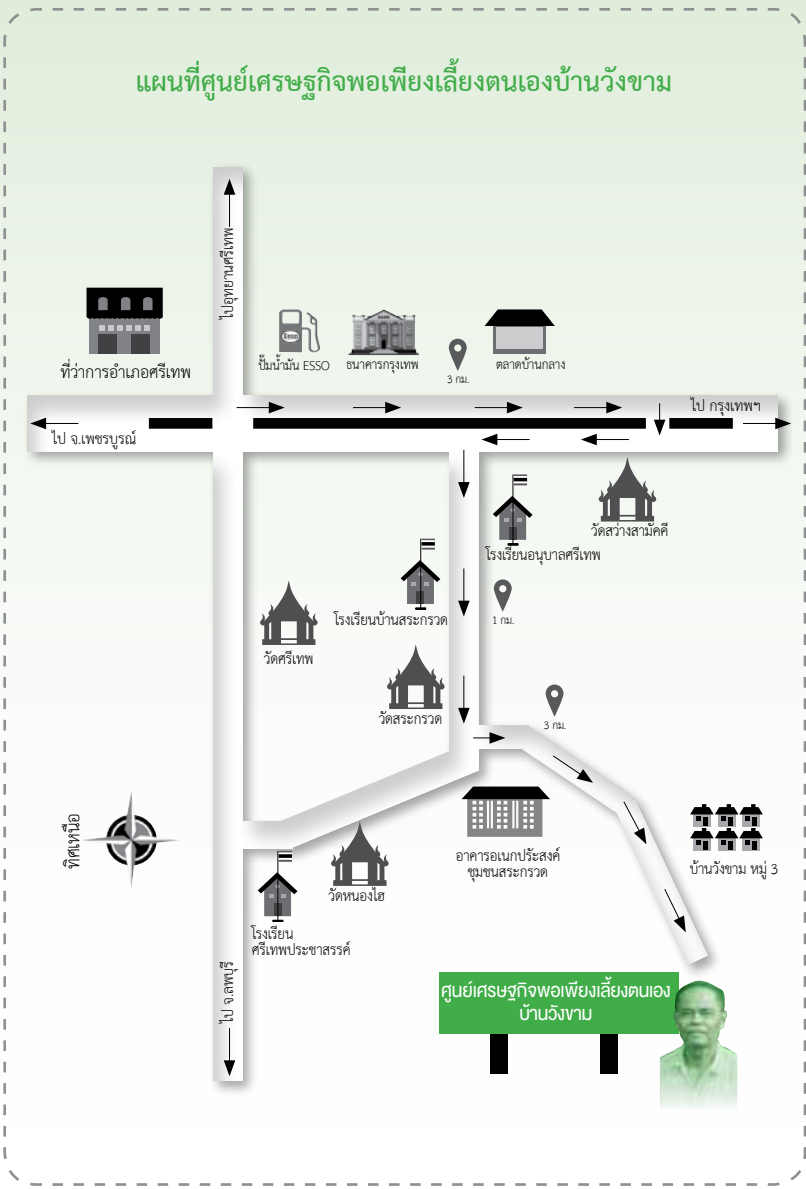 แผนที่ศูนย์เศรษฐกิจพอเพียงเลี้ยงตนเองบ้านวังขาม
ไปอุทยานศรีเทพ
ESSO
ที่ว่าการอำเภอศรีเทพ
ปั๊มน้ำมัน ESSO
ธนาคารกรุงเทพ
3 กม.
ตลาดบ้านกลาง
ไป กรุงเทพฯ
ไป จ.เพชรบูรณ์
วัดสว่างสามัคคี
โรงเรียนอนุบาลศรีเทพ
โรงเรียนบ้านสระกรวด
1 กม.
วัดศรีเทพ
วัดสระกรวด
3 กม.
ทิศเหนือ
อาคารอเนกประสงค์
ชุมชนสระกรวด
บ้านวังขาม หมู่ 3
วัดหนองไฮ
โรงเรียน
ศรีเทพประชาสรรค์
ไป จ.ลพบุรี
ศูนย์เศรษฐกิจพอเพียงเลี้ยงตนเอง
บ้านวังขาม